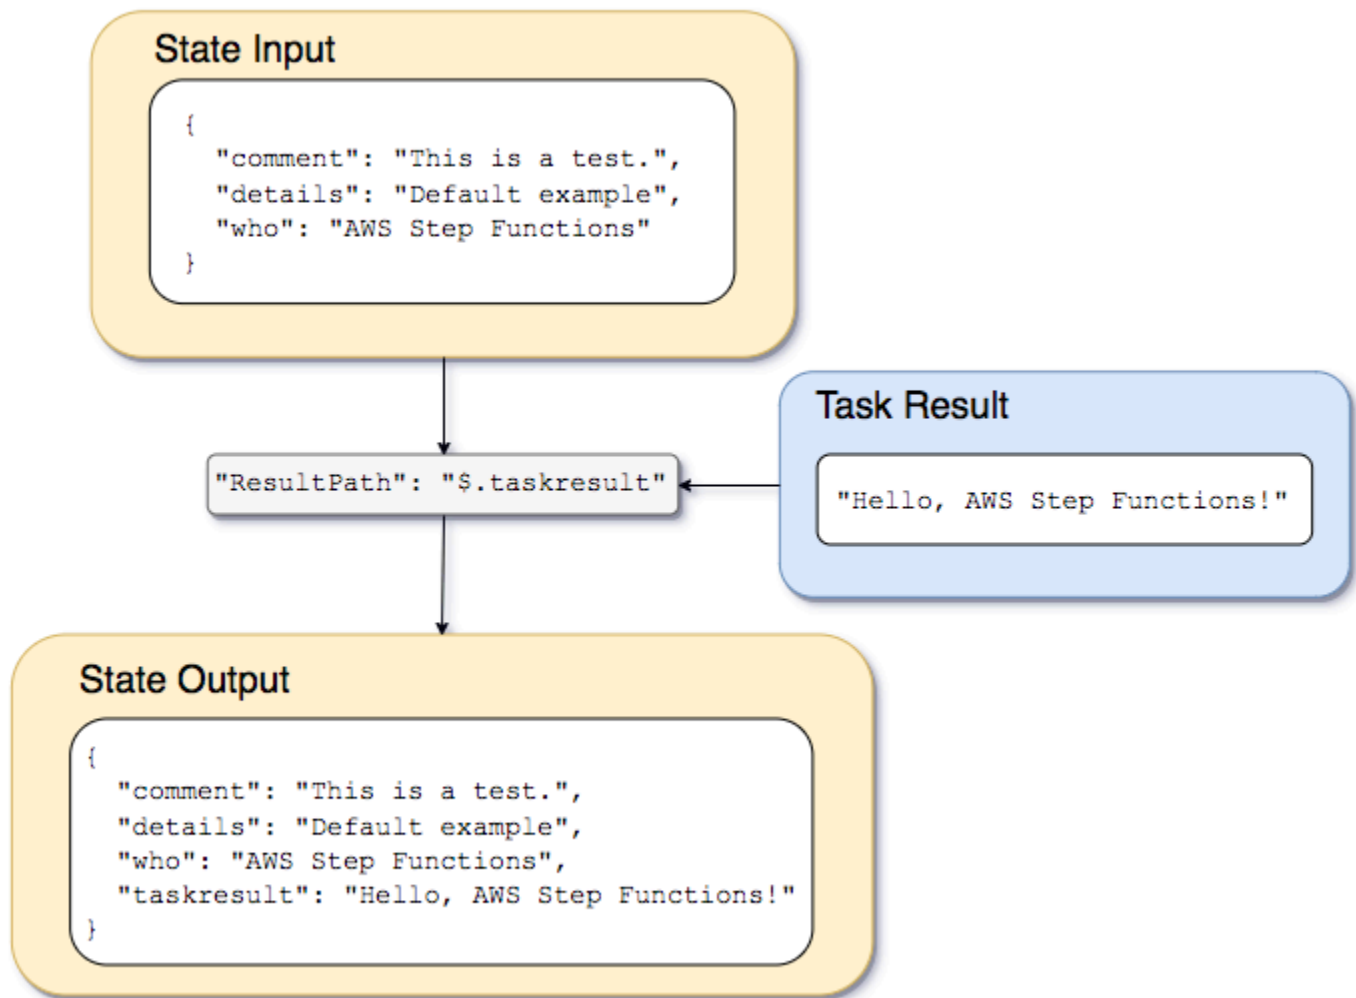 State Input
{
"comment": "This is a test.",
"details": "Default example",
"who": "AWS Step Functions"
}
Task Result
"ResultPath": "$.taskresult"
"Hello, AWS Step Functions!"
State Output
{
"comment": "This is a test.",
"details": "Default example",
"who": "AWS Step Functions",
"taskresult": "Hello, AWS Step Functions!"
}